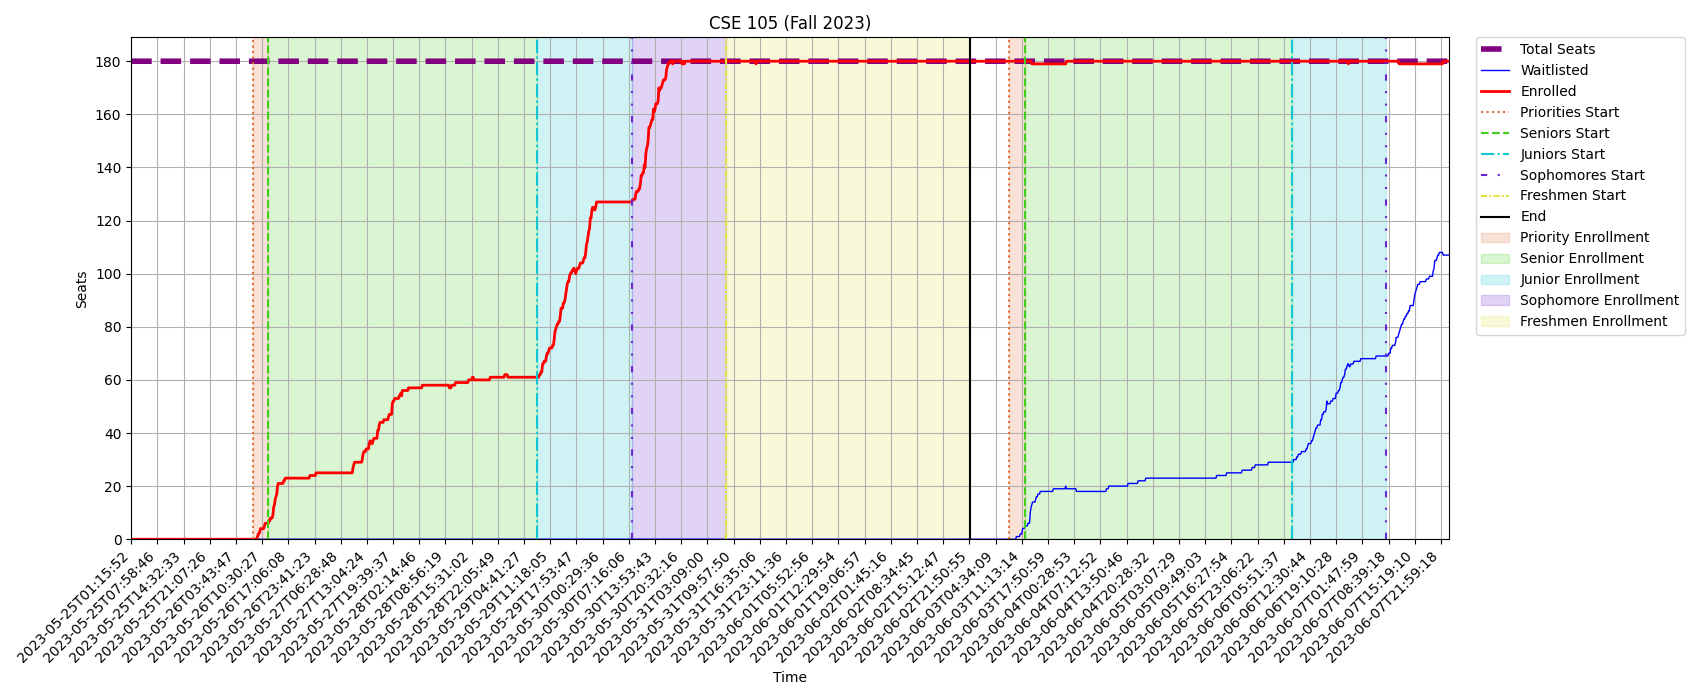 CSE 105 (Fall 2023)
Seats
180
160
140
120
100
80
60
40
20
0
2023-05-25T01:15:52
2023-05-25T07:58:46
2023-05-25T14:32:33
2023-05-25T21:07:26
2023-05-26T03:43:47
2023-05-26T10:30:27
2023-05-26T17:06:08
2023-05-26T23:41:23
2023-05-27T06:28:48
2023-05-27T13:04:24
2023-05-27T19:39:37
2023-05-28T02:14:46
2023-05-28T08:56:19
2023-05-28T15:31:02
2023-05-28T22:05:49
2023-05-29T04:41:27
2023-05-29T11:18:05
2023-05-29T17:53:47
2023-05-30T00:29:36
2023-05-30T07:16:06
2023-05-30T13:53:43
2023-05-30T20:32:16
2023-05-31T03:09:00
2023-05-31T09:57:50
2023-05-31T16:35:06
2023-05-31T23:11:36
2023-06-01T05:52:56
2023-06-01T12:29:54
2023-06-01T19:06:57
2023-06-02T01:45:16
2023-06-02T08:34:45
2023-06-02T15:12:47
2023-06-02T21:50:55
2023-06-03T04:34:09
2023-06-03T11:13:14
2023-06-03T17:50:59
2023-06-04T00:28:53
2023-06-04T07:12:52
2023-06-04T13:50:46
2023-06-04T20:28:32
2023-06-05T03:07:29
2023-06-05T09:49:03
2023-06-05T16:27:54
2023-06-05T23:06:22
2023-06-06T05:51:37
2023-06-06T12:30:44
2023-06-06T19:10:28
2023-06-07T01:47:59
2023-06-07T08:39:18
2023-06-07T15:19:10
2023-06-07T21:59:18
Time
Total Seats
Waitlisted
Enrolled
Priorities Start
Seniors Start
Juniors Start
Sophomores Start
Freshmen Start
End
Priority Enrollment
Senior Enrollment
Junior Enrollment
Sophomore Enrollment
Freshmen Enrollment